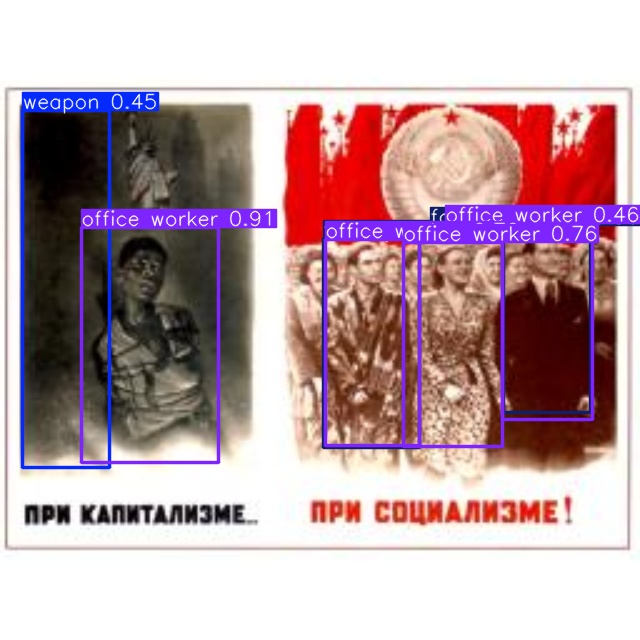 weapon 0.45
office worker 0.91
office worker 0.46
office w
office worker 0.76
ПРИ КАПИТАЛИЗМЕ...
ПРИ СОЦИАЛИЗМЕ!